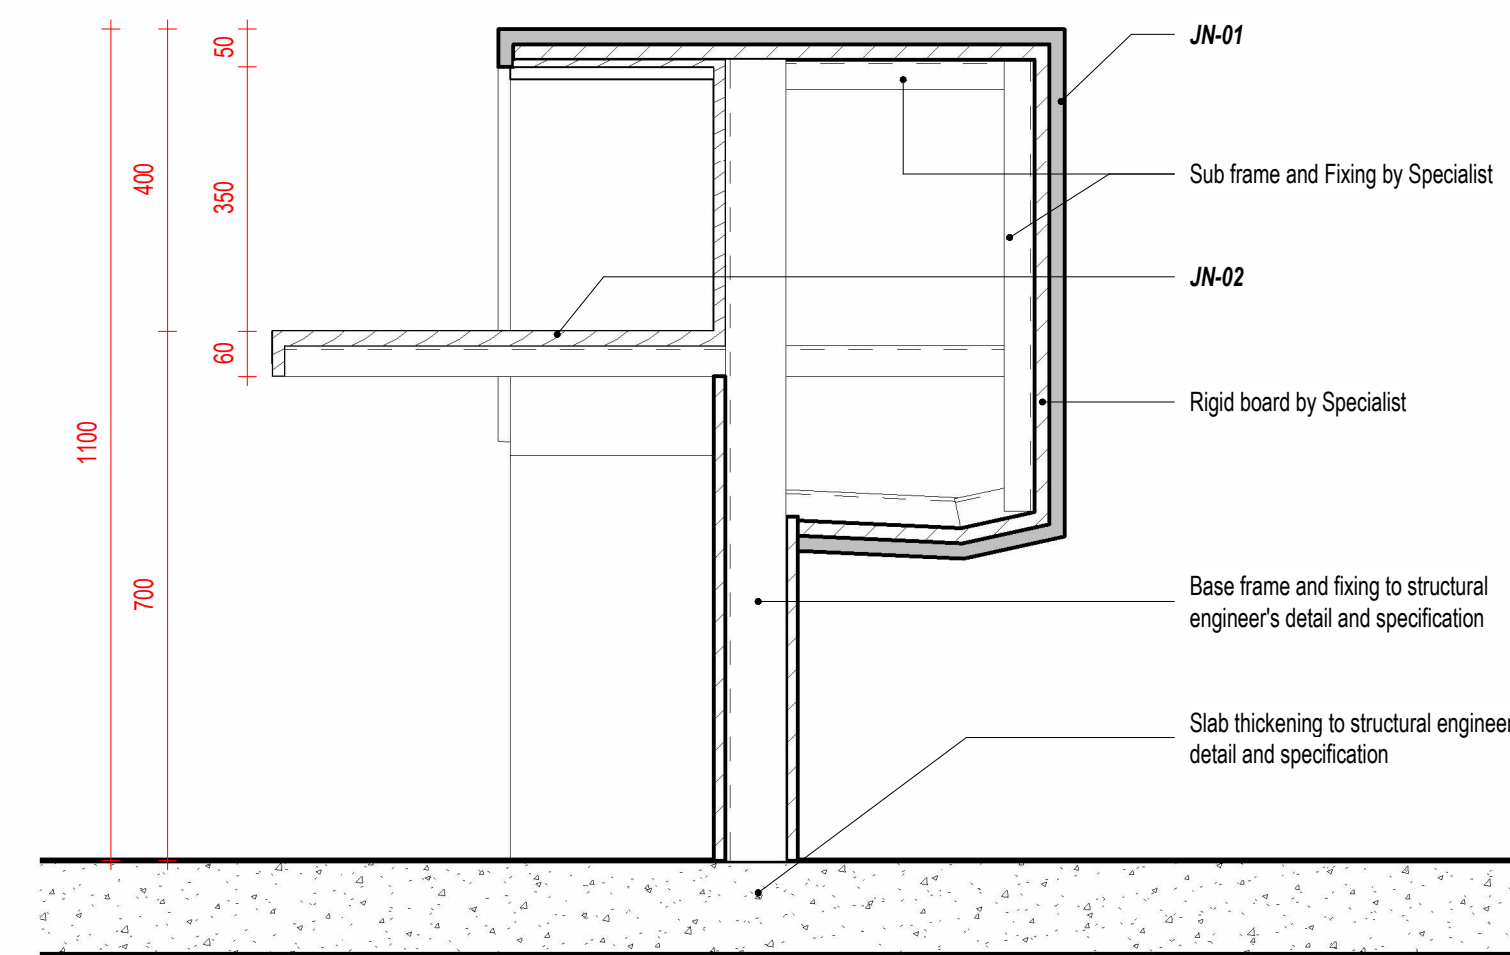 JN-01
50
Sub frame and Fixing by Specialist
400
350
JN-02
60
Rigid board by Specialist
1100
Base frame and fixing to structural
engineer's detail and specification
700
Slab thickening to structural engineer
detail and specification